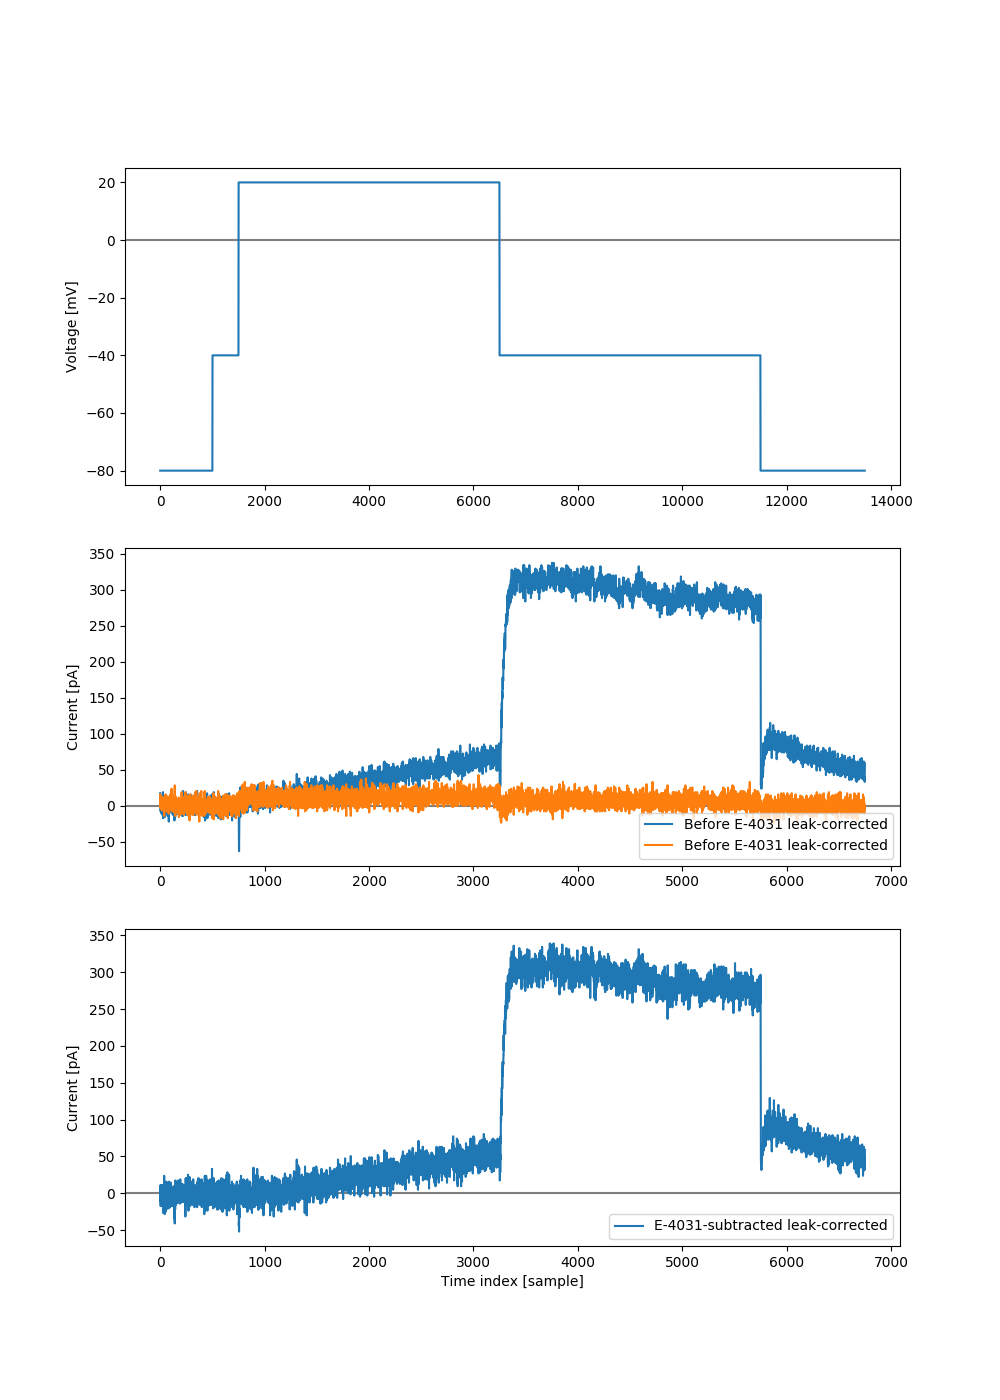 20
0
−20
−40
−60
−80
Voltage [mV]
0 2000 4000 6000 8000 10000 12000 14000
350
300
250
200
150
100
50
0
−50
Current [pA]
Before E-4031 leak-corrected
Before E-4031 leak-corrected
0 1000 2000 3000 4000 5000 6000 7000
350
300
250
200
150
100
50
0
−50
Current [pA]
E-4031-subtracted leak-corrected
0 1000 2000 3000 4000 5000 6000 7000
Time index [sample]